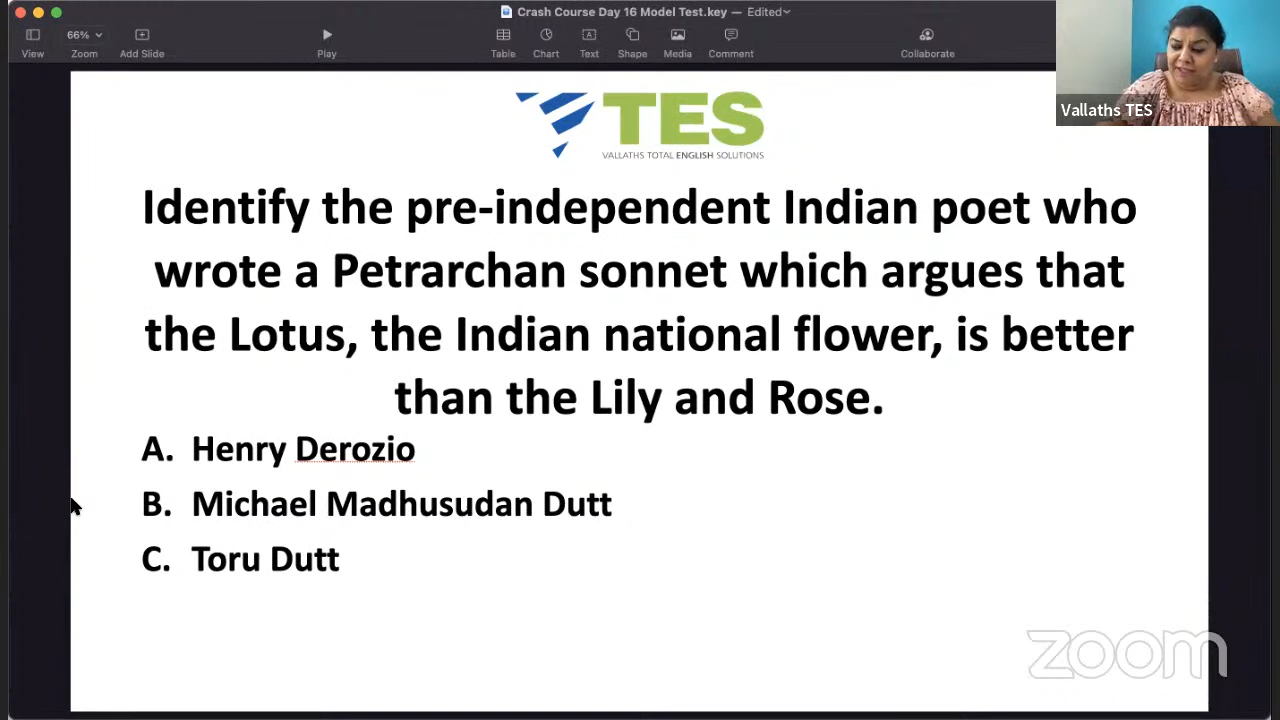 Crash Course Day 16 Model Test.key — Edited
66%
View
Zoom
Add Slide
Play
Table
Chart
Text
Shape
Media
Comment
Collaborate
Vallaths TES
TES
VALLATHS TOTAL ENGLISH SOLUTIONS
Identify the pre-independent Indian poet who
wrote a Petrarchan sonnet which argues that
the Lotus, the Indian national flower, is better
than the Lily and Rose.
A. Henry Derozio
B. Michael Madhusudan Dutt
C. Toru Dutt
zoom